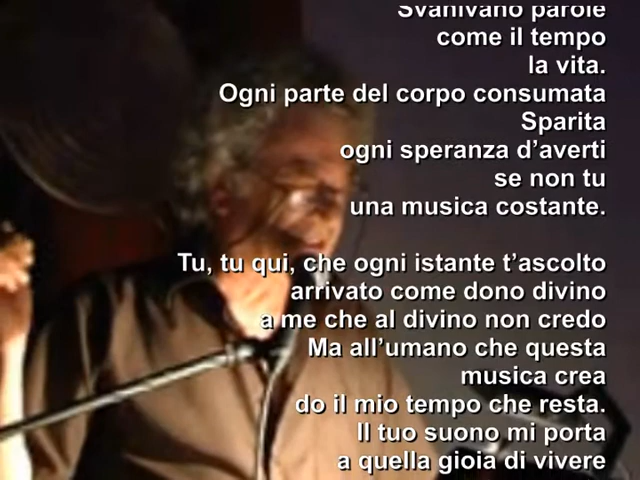 Svanivano parole
come il tempo
la vita.
Ogni parte del corpo consumata
Sparita
ogni speranza d'averti
se non tu
una musica costante.
Tu, tu qui, che ogni istante t'ascolto
arrivato come dono divino
a me che al divino non credo
Ma all'umano che questa
musica crea
do il mio tempo che resta.
Il tuo suono mi porta
a quella gioia di vivere